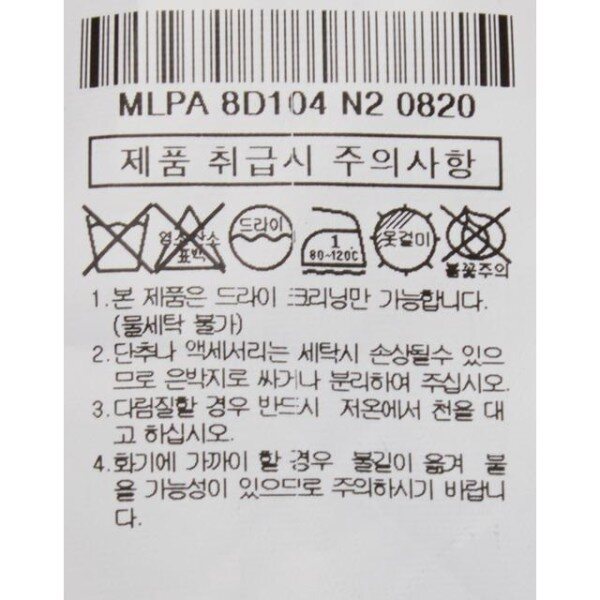 MLPA 8D104 N2 0820
제품 취급시 주의사항
염소산소
표백
드라이
1
80~120℃
옷걸이
불꽃주의
1.본 제품은 드라이 크리닝만 가능합니다.
(물세탁 불가)
2.단추나 액세서리는 세탁시 손상될수 있으
므로 은박지로 싸거나 분리하여 주십시오.
3.다림질할 경우 반드시 저온에서 천을 대
고 하십시오.
4.화기에 가까이 할 경우 불길이 옮겨 붙
을 가능성이 있으므로 주의하시기 바랍니
다.